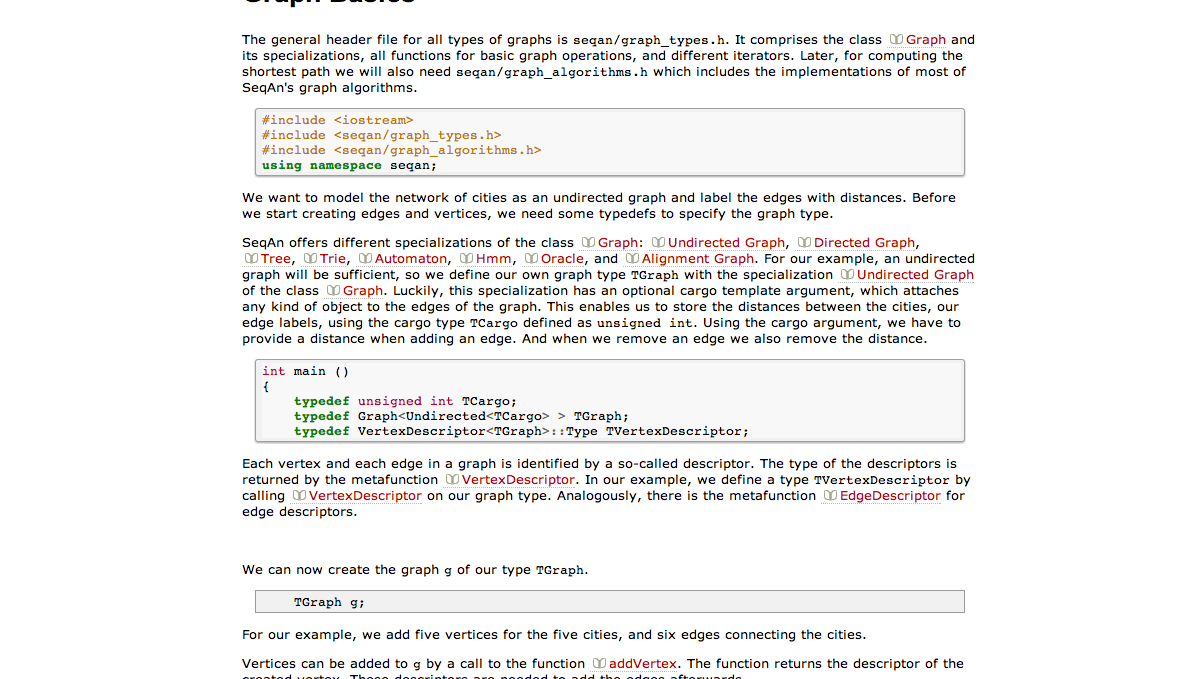 Graph Basics
The general header file for all types of graphs is seqan/graph_types.h. It comprises the class Graph and
its specializations, all functions for basic graph operations, and different iterators. Later, for computing the
shortest path we will also need seqan/graph_algorithms.h which includes the implementations of most of
SeqAn's graph algorithms.
#include <iostream>
#include <seqan/graph_types.h>
#include <seqan/graph_algorithms.h>
using namespace seqan;
We want to model the network of cities as an undirected graph and label the edges with distances. Before
we start creating edges and vertices, we need some typedefs to specify the graph type.
SeqAn offers different specializations of the class Graph: Undirected Graph, Directed Graph,
Tree, Trie, Automaton, Hmm, Oracle, and Alignment Graph. For our example, an undirected
graph will be sufficient, so we define our own graph type TGraph with the specialization Undirected Graph
of the class Graph. Luckily, this specialization has an optional cargo template argument, which attaches
any kind of object to the edges of the graph. This enables us to store the distances between the cities, our
edge labels, using the cargo type TCargo defined as unsigned int. Using the cargo argument, we have to
provide a distance when adding an edge. And when we remove an edge we also remove the distance.
int main ()
{
    typedef unsigned int TCargo;
    typedef Graph<Undirected<TCargo> > TGraph;
    typedef VertexDescriptor<TGraph>::Type TVertexDescriptor;
Each vertex and each edge in a graph is identified by a so-called descriptor. The type of the descriptors is
returned by the metafunction VertexDescriptor. In our example, we define a type TVertexDescriptor by
calling VertexDescriptor on our graph type. Analogously, there is the metafunction EdgeDescriptor for
edge descriptors.
We can now create the graph g of our type TGraph.
    TGraph g;
For our example, we add five vertices for the five cities, and six edges connecting the cities.
Vertices can be added to g by a call to the function addVertex. The function returns the descriptor of the
created vertex. These descriptors are needed to add the edges afterwards.